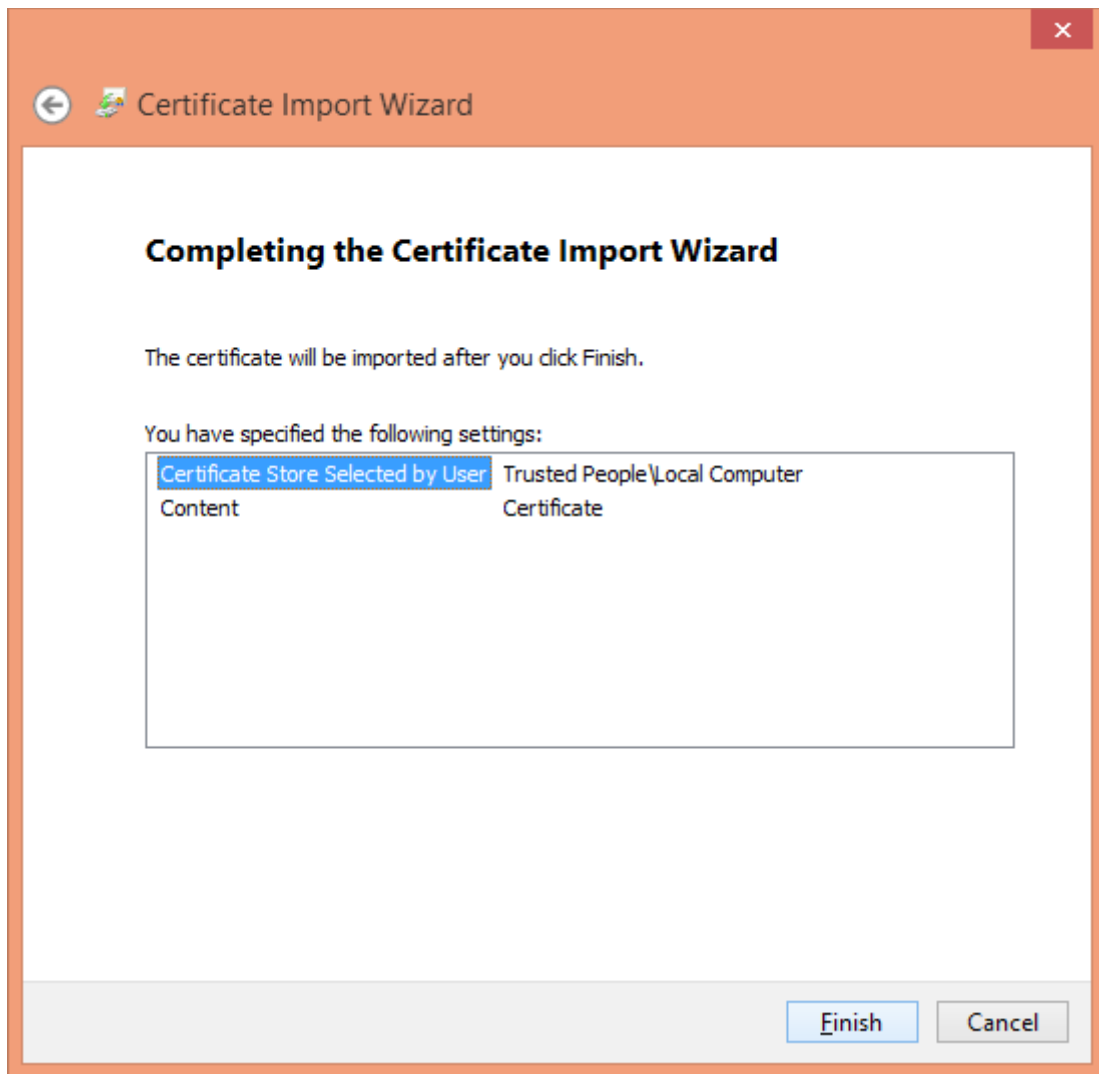 Certificate Import Wizard
Completing the Certificate Import Wizard
The certificate will be imported after you click Finish.
You have specified the following settings:
Certificate Store Selected by User Trusted People\Local Computer
Content Certificate
Finish Cancel